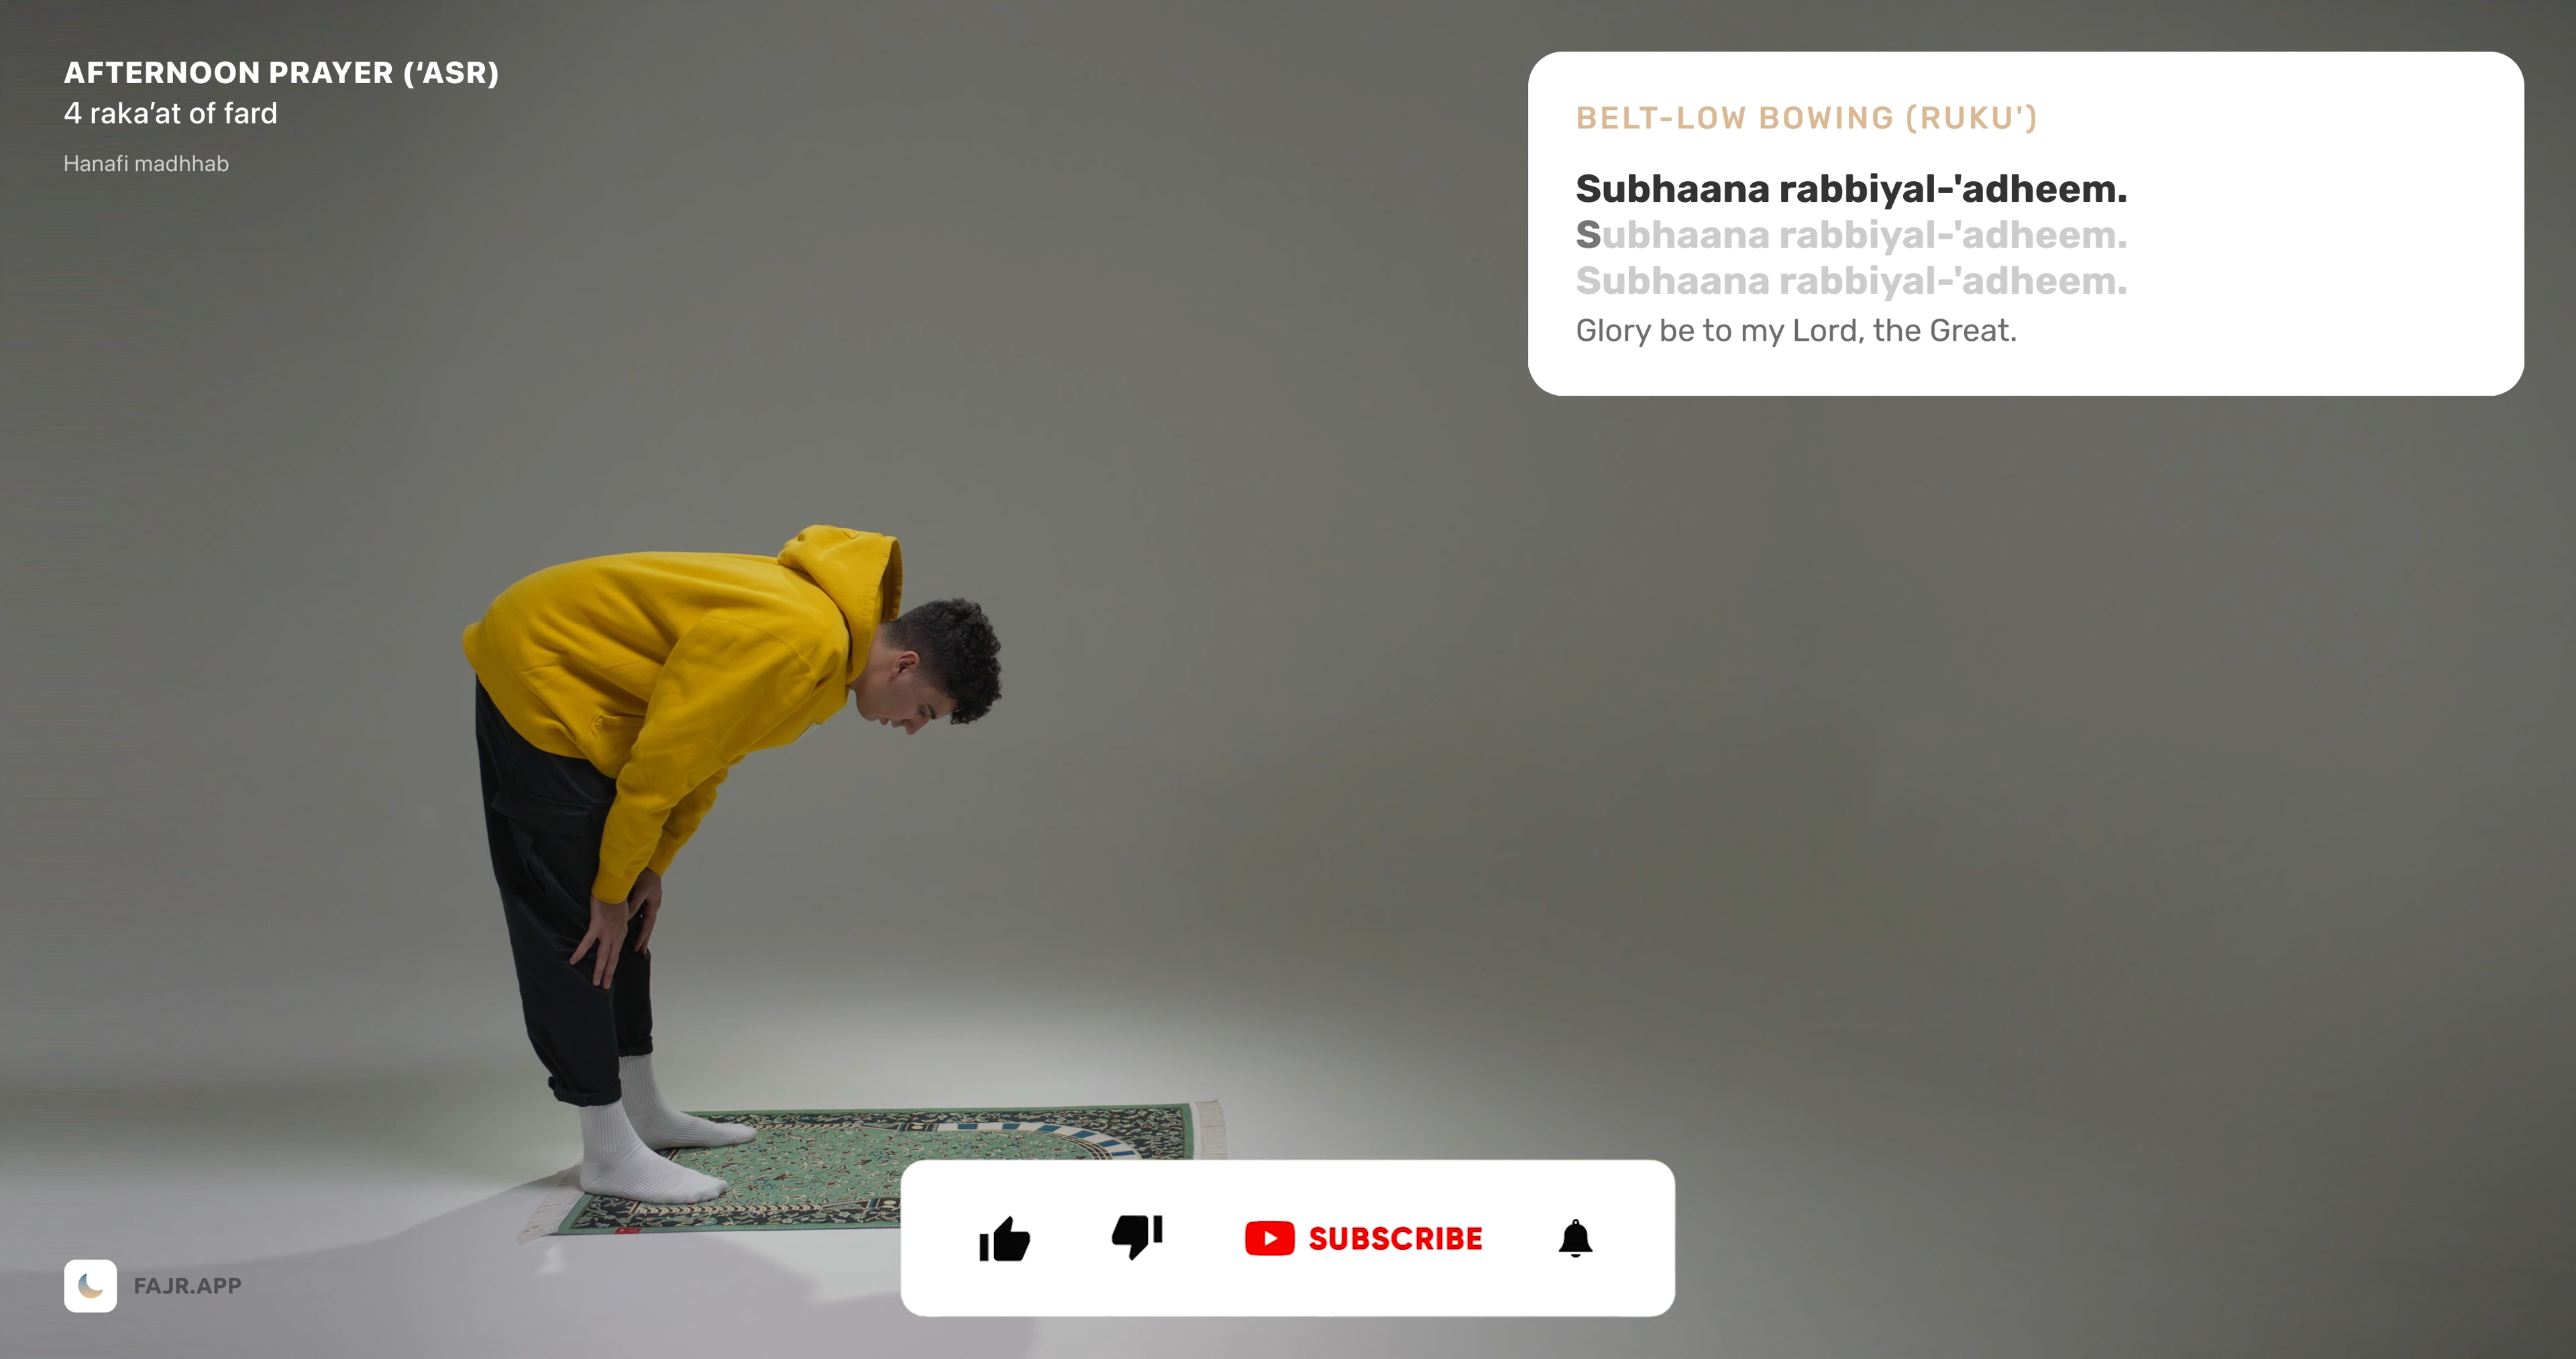 AFTERNOON PRAYER (‘ASR)
4 raka’at of fard
Hanafi madhhab
BELT-LOW BOWING (RUKU')
Subhaana rabbiyal-'adheem.
Subhaana rabbiyal-'adheem.
Subhaana rabbiyal-'adheem.
Glory be to my Lord, the Great.
SUBSCRIBE
FAJR.APP